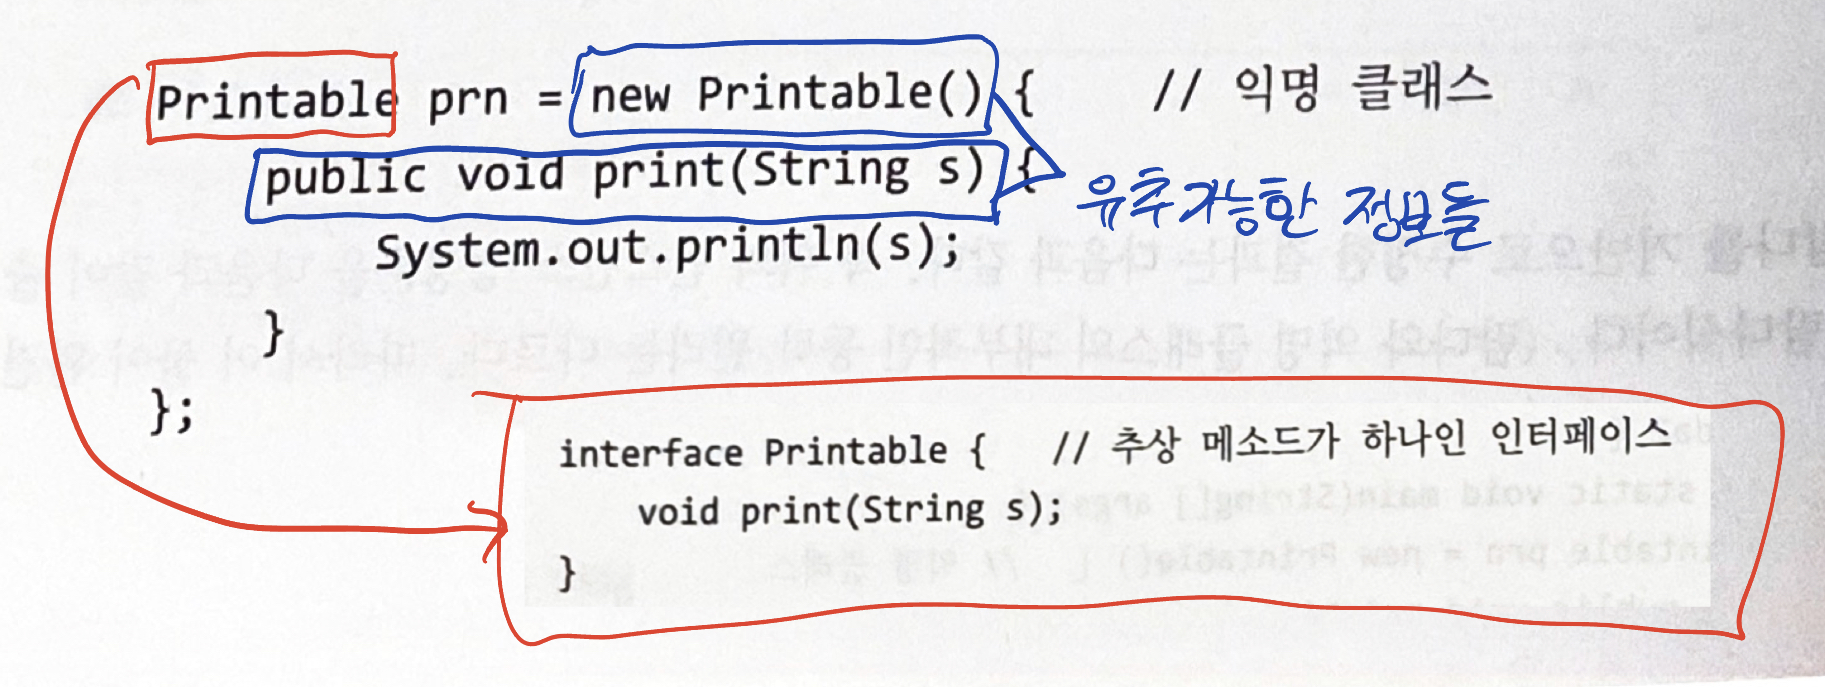 Printable prn = new Printable() {    // 익명 클래스
public void print(String s) {
유추가능한 정보들
System.out.println(s);
}
};
interface Printable {   // 추상 메소드가 하나인 인터페이스
void print(String s);
}